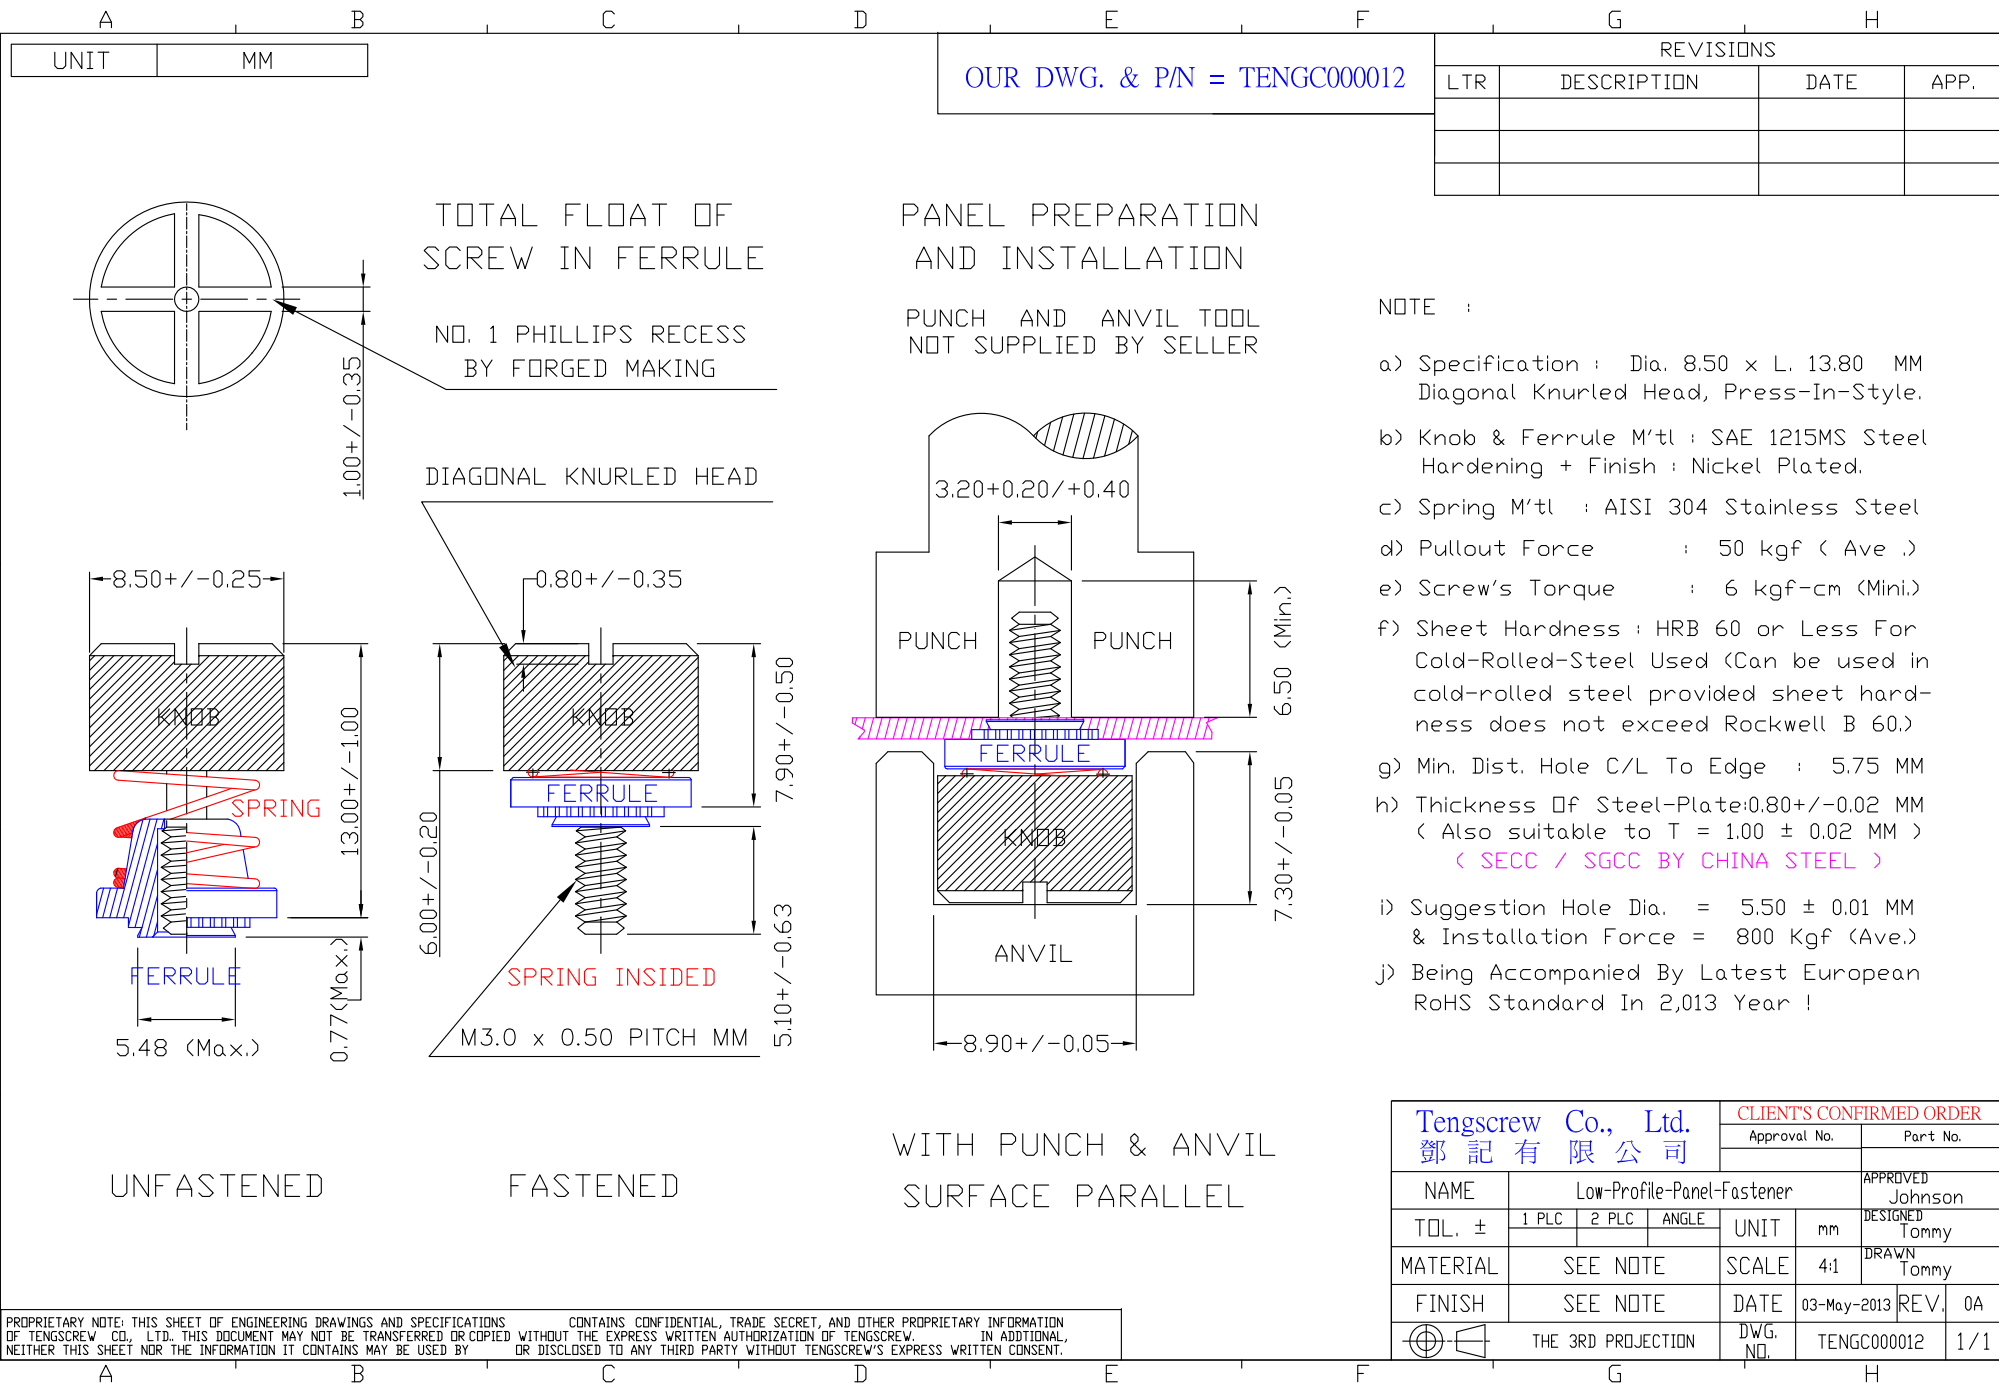 A B C D E F G H
UNIT MM
OUR DWG. & P/N = TENGC000012
REVISIONS
LTR DESCRIPTION DATE APP.
TOTAL FLOAT OF
SCREW IN FERRULE
NO. 1 PHILLIPS RECESS
BY FORGED MAKING
1.00+/-0.35
DIAGONAL KNURLED HEAD
PANEL PREPARATION
AND INSTALLATION
PUNCH AND ANVIL TOOL
NOT SUPPLIED BY SELLER
8.50+/-0.25
KNOB
SPRING
13.00+/-1.00
FERRULE
5.48 (Max.)
0.77(Max.)
UNFASTENED
0.80+/-0.35
KNOB
FERRULE
7.90+/-0.50
6.00+/-0.20
5.10+/-0.63
SPRING INSIDED
M3.0 x 0.50 PITCH MM
FASTENED
3.20+0.20/+0.40
PUNCH PUNCH
6.50 (Min.)
FERRULE
KNOB
7.30+/-0.05
ANVIL
8.90+/-0.05
WITH PUNCH & ANVIL
SURFACE PARALLEL
NOTE :
a) Specification : Dia. 8.50 x L. 13.80 MM
Diagonal Knurled Head, Press-In-Style.
b) Knob & Ferrule M'tl : SAE 1215MS Steel
Hardening + Finish : Nickel Plated.
c) Spring M'tl : AISI 304 Stainless Steel
d) Pullout Force : 50 kgf ( Ave .)
e) Screw's Torque : 6 kgf-cm (Mini.)
f) Sheet Hardness : HRB 60 or Less For
Cold-Rolled-Steel Used (Can be used in
cold-rolled steel provided sheet hard-
ness does not exceed Rockwell B 60.)
g) Min. Dist. Hole C/L To Edge : 5.75 MM
h) Thickness Of Steel-Plate:0.80+/-0.02 MM
( Also suitable to T = 1.00 ± 0.02 MM )
( SECC / SGCC BY CHINA STEEL )
i) Suggestion Hole Dia. = 5.50 ± 0.01 MM
& Installation Force = 800 Kgf (Ave.)
j) Being Accompanied By Latest European
RoHS Standard In 2,013 Year !
Tengscrew Co., Ltd.
鄧記有限公司
CLIENT'S CONFIRMED ORDER
Approval No. Part No.
NAME Low-Profile-Panel-Fastener
APPROVED Johnson
TOL. ± 1 PLC 2 PLC ANGLE UNIT mm
DESIGNED Tommy
MATERIAL SEE NOTE SCALE 4:1
DRAWN Tommy
FINISH SEE NOTE DATE 03-May-2013 REV. 0A
THE 3RD PROJECTION DWG. NO. TENGC000012 1/1
PROPRIETARY NOTE: THIS SHEET OF ENGINEERING DRAWINGS AND SPECIFICATIONS CONTAINS CONFIDENTIAL, TRADE SECRET, AND OTHER PROPRIETARY INFORMATION
OF TENGSCREW CO., LTD.. THIS DOCUMENT MAY NOT BE TRANSFERRED OR COPIED WITHOUT THE EXPRESS WRITTEN AUTHORIZATION OF TENGSCREW. IN ADDTIONAL,
NEITHER THIS SHEET NOR THE INFORMATION IT CONTAINS MAY BE USED BY OR DISCLOSED TO ANY THIRD PARTY WITHOUT TENGSCREW'S EXPRESS WRITTEN CONSENT.
A B C D E F G H